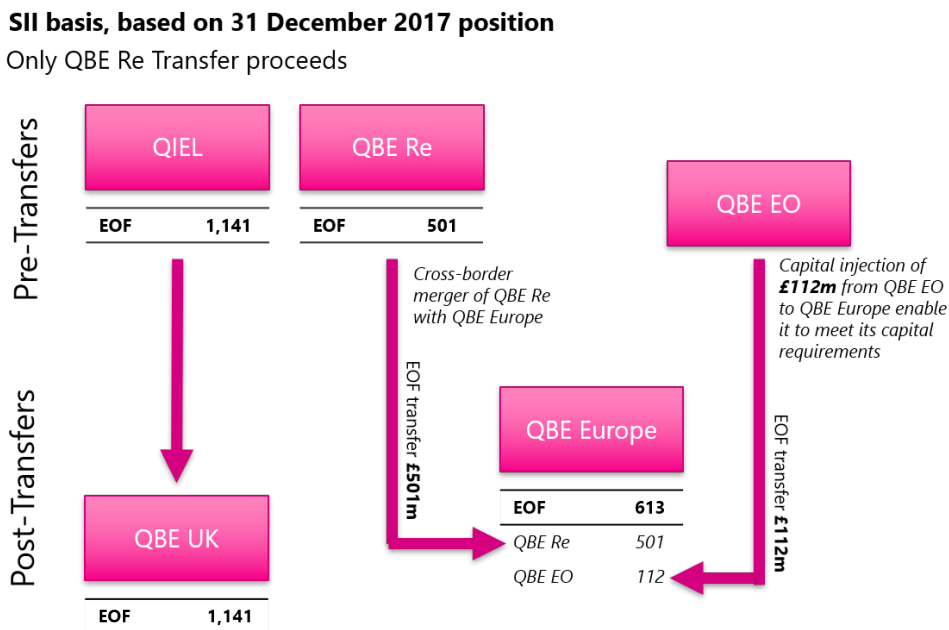 SII basis, based on 31 December 2017 position
Only QBE Re Transfer proceeds
Pre-Transfers
QIEL
EOF 1,141
QBE Re
EOF 501
QBE EO
Cross-border
merger of QBE Re
with QBE Europe
Capital injection of
£112m from QBE EO
to QBE Europe enable
it to meet its capital
requirements
EOF transfer £501m
EOF transfer £112m
Post-Transfers
QBE Europe
EOF 613
QBE Re 501
QBE EO 112
QBE UK
EOF 1,141